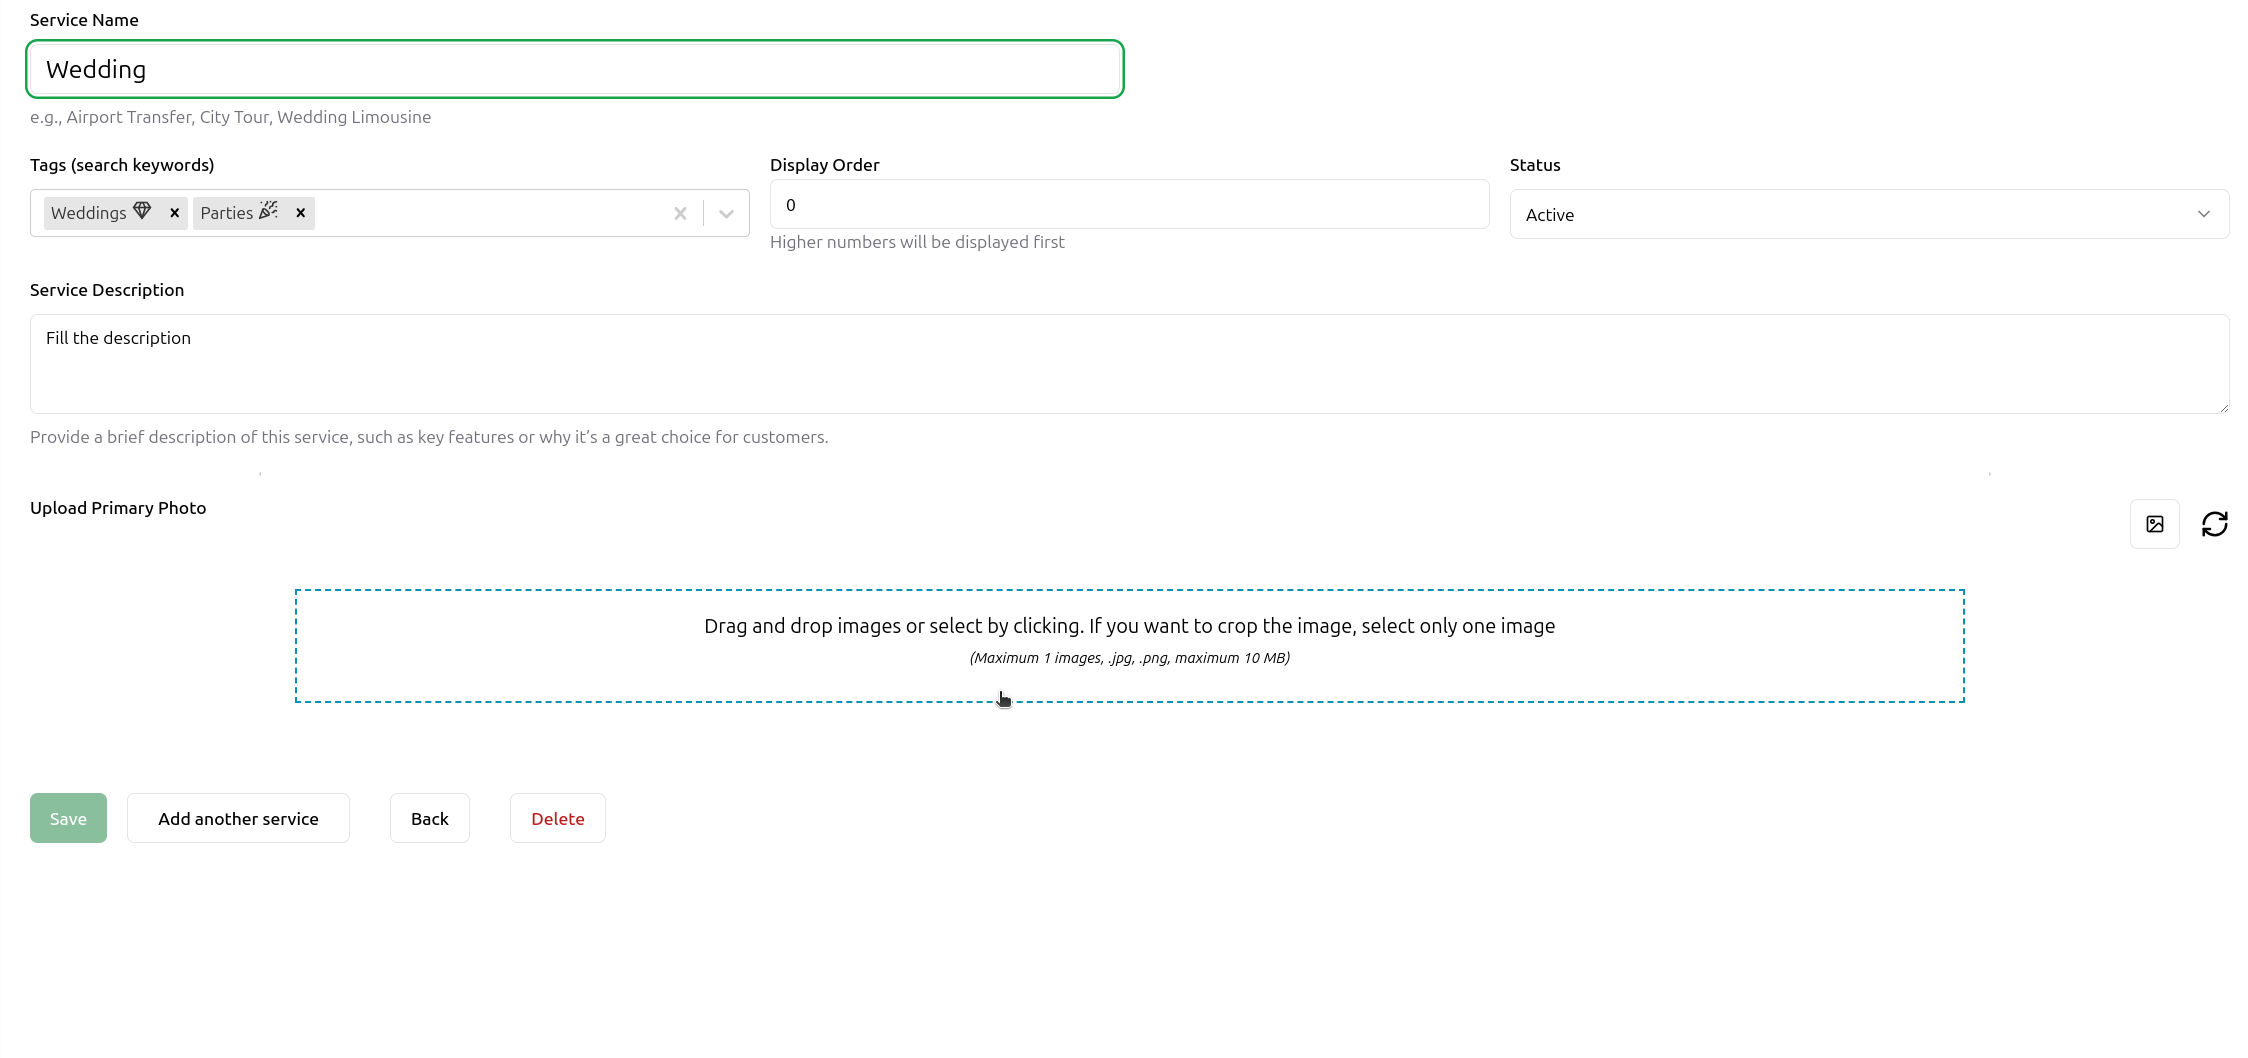 Service Name
Wedding
e.g., Airport Transfer, City Tour, Wedding Limousine
Tags (search keywords)
Display Order
Status
Weddings
Parties
0
Active
Higher numbers will be displayed first
Service Description
Fill the description
Provide a brief description of this service, such as key features or why it's a great choice for customers.
Upload Primary Photo
Drag and drop images or select by clicking. If you want to crop the image, select only one image
(Maximum 1 images, .jpg, .png, maximum 10 MB)
Save
Add another service
Back
Delete